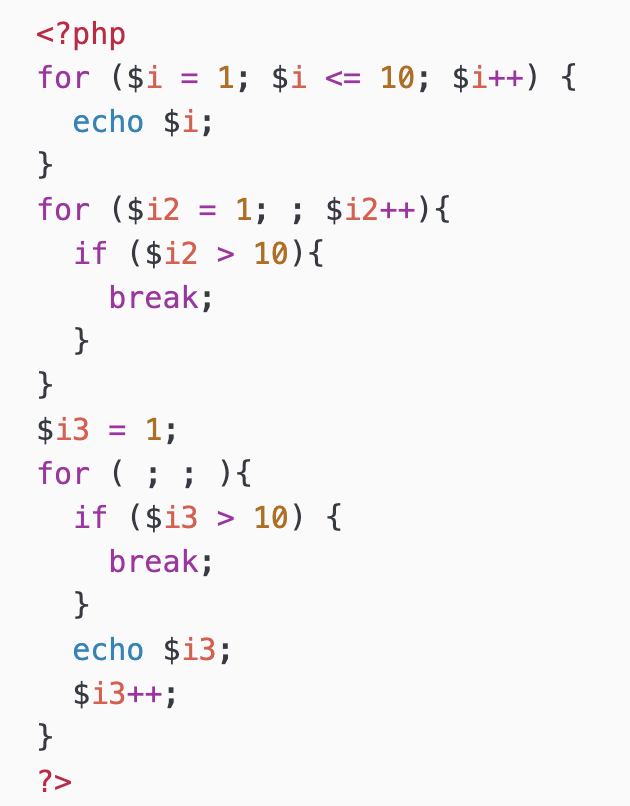 <?php
for ($i = 1; $i <= 10; $i++) {
  echo $i;
}
for ($i2 = 1; ; $i2++){
  if ($i2 > 10){
    break;
  }
}
$i3 = 1;
for ( ; ; ){
  if ($i3 > 10) {
    break;
  }
  echo $i3;
  $i3++;
}
?>